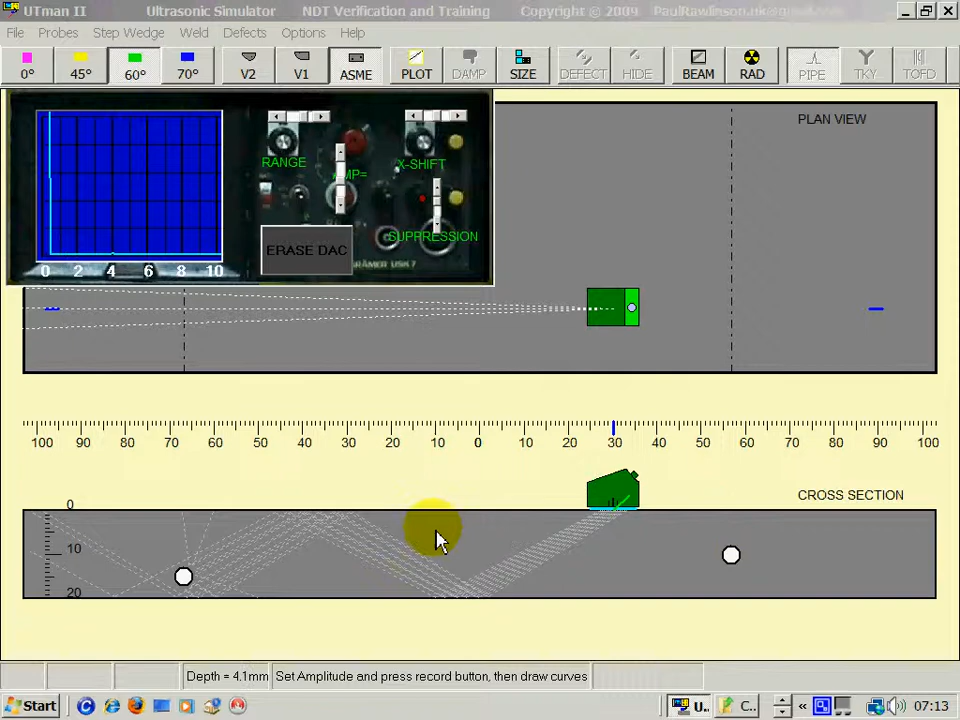 UTman II Ultrasonic Simulator NDT Verification and Training Copyright © 2009
File Probes Step Wedge Weld Defects Options Help
0° 45° 60° 70° V2 V1 ASME PLOT DAMP SIZE DEFECT HIDE BEAM RAD PIPE TKY TOFD
PLAN VIEW
RANGE X-SHIFT
AMP=
SUPPRESSION
ERASE DAC
0 2 4 6 8 10
100 90 80 70 60 50 40 30 20 10 0 10 20 30 40 50 60 70 80 90 100
CROSS SECTION
0
10
20
Depth = 4.1mm Set Amplitude and press record button, then draw curves
Start U.. C.. 07:13